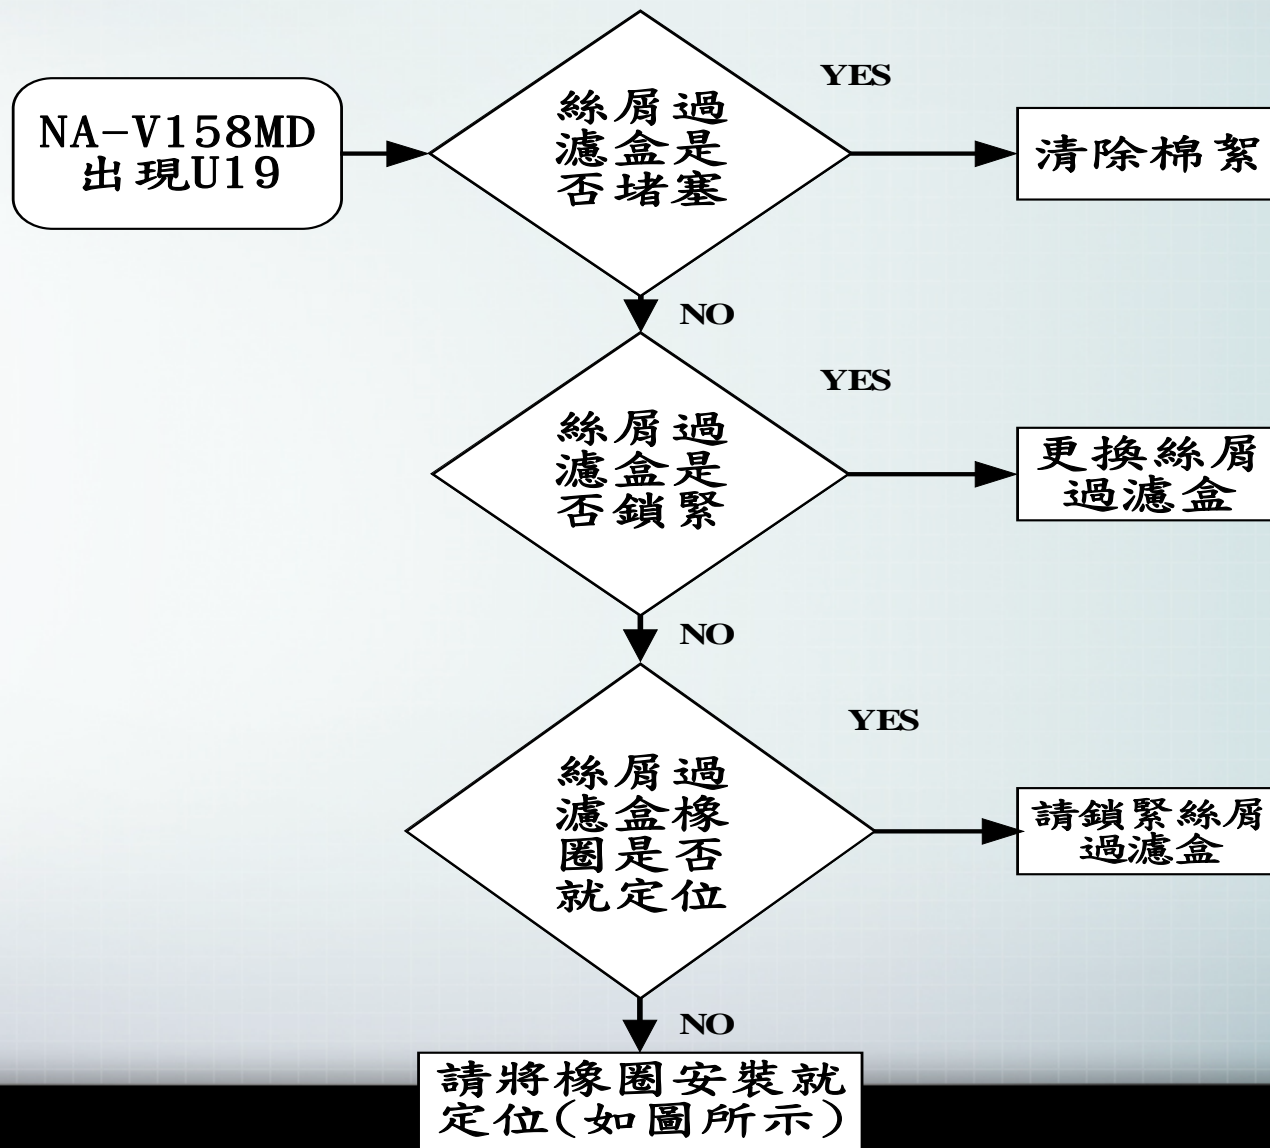 NA-V158MD
出現U19
絲屑過
濾盒是
否堵塞
YES
清除棉絮
NO
絲屑過
濾盒是
否鎖緊
YES
更換絲屑
過濾盒
NO
絲屑過
濾盒橡
圈是否
就定位
YES
請鎖緊絲屑
過濾盒
NO
請將橡圈安裝就
定位(如圖所示)